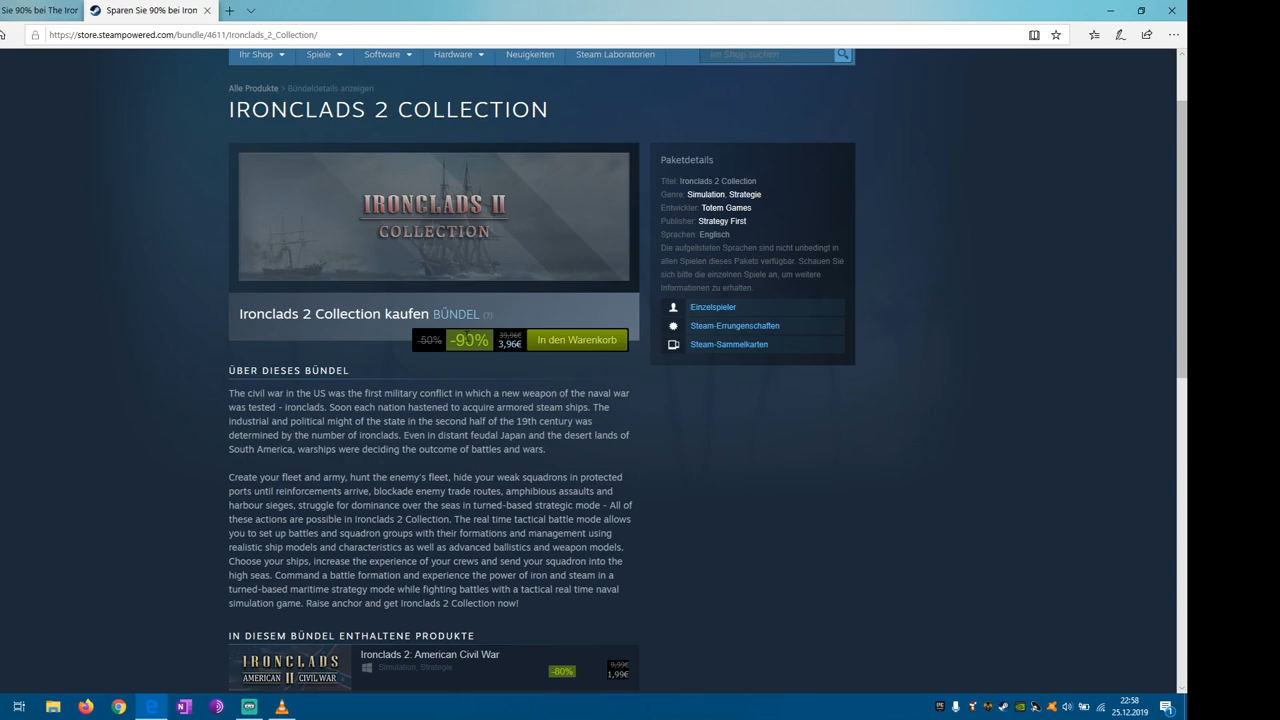 Sie 90% bei The Iron
Sparen Sie 90% bei Iron
https://store.steampowered.com/bundle/4611/Ironclads_2_Collection/
Ihr Shop Spiele Software Hardware Neuigkeiten Steam Laboratorien Im Shop suchen
Alle Produkte > Bündeldetails anzeigen
IRONCLADS 2 COLLECTION
IRONCLADS II
COLLECTION
Ironclads 2 Collection kaufen BÜNDEL (?)
-50% -90% 39,96€ 3,96€ In den Warenkorb
Paketdetails
Titel: Ironclads 2 Collection
Genre: Simulation, Strategie
Entwickler: Totem Games
Publisher: Strategy First
Sprachen: Englisch
Die aufgelisteten Sprachen sind nicht unbedingt in
allen Spielen dieses Pakets verfügbar. Schauen Sie
sich bitte die einzelnen Spiele an, um weitere
Informationen zu erhalten.
Einzelspieler
Steam-Errungenschaften
Steam-Sammelkarten
ÜBER DIESES BÜNDEL
The civil war in the US was the first military conflict in which a new weapon of the naval war
was tested - ironclads. Soon each nation hastened to acquire armored steam ships. The
industrial and political might of the state in the second half of the 19th century was
determined by the number of ironclads. Even in distant feudal Japan and the desert lands of
South America, warships were deciding the outcome of battles and wars.
Create your fleet and army, hunt the enemy's fleet, hide your weak squadrons in protected
ports until reinforcements arrive, blockade enemy trade routes, amphibious assaults and
harbour sieges, struggle for dominance over the seas in turned-based strategic mode - All of
these actions are possible in Ironclads 2 Collection. The real time tactical battle mode allows
you to set up battles and squadron groups with their formations and management using
realistic ship models and characteristics as well as advanced ballistics and weapon models.
Choose your ships, increase the experience of your crews and send your squadron into the
high seas. Command a battle formation and experience the power of iron and steam in a
turned-based maritime strategy mode while fighting battles with a tactical real time naval
simulation game. Raise anchor and get Ironclads 2 Collection now!
IN DIESEM BÜNDEL ENTHALTENE PRODUKTE
IRONCLADS
AMERICAN II CIVIL WAR
Ironclads 2: American Civil War
Simulation, Strategie
-80% 9,99€ 1,99€
22:58
25.12.2019